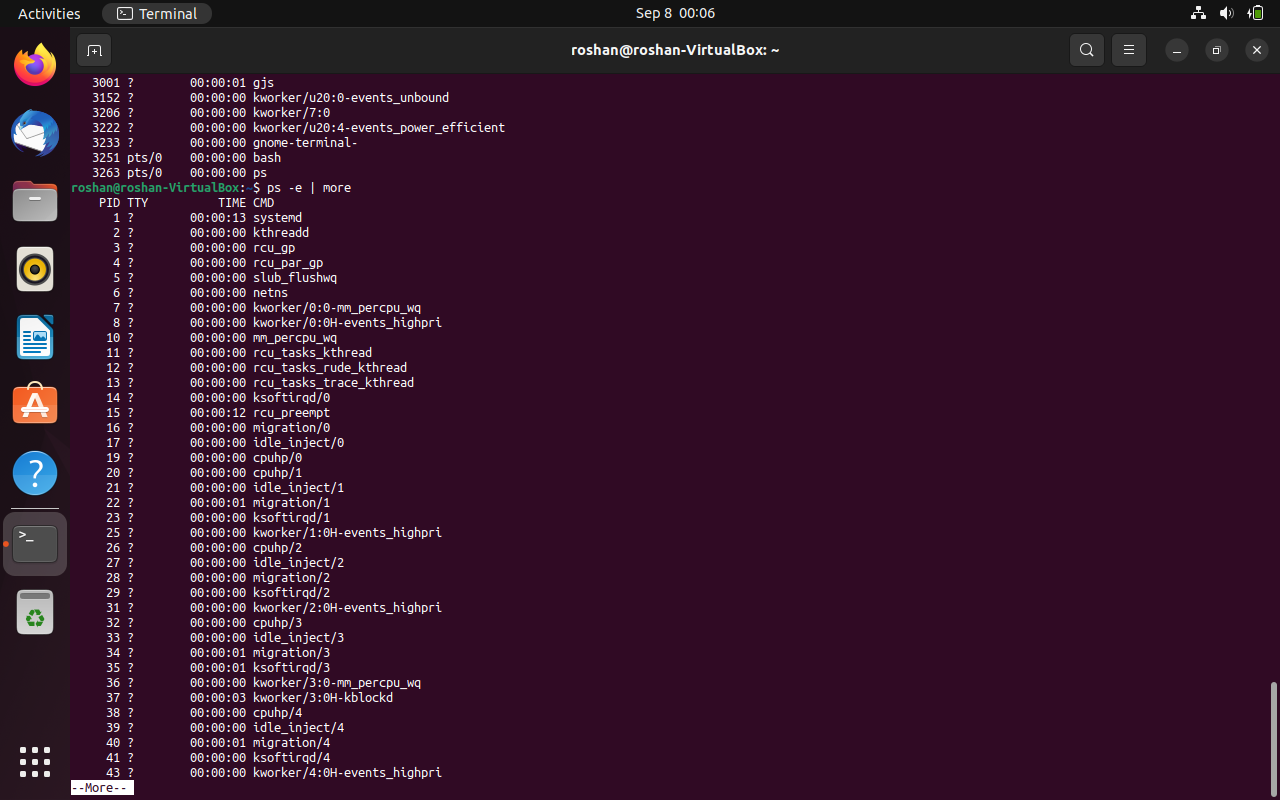 Activities Terminal Sep 8 00:06
roshan@roshan-VirtualBox: ~
3001 ? 00:00:01 gjs
3152 ? 00:00:00 kworker/u20:0-events_unbound
3206 ? 00:00:00 kworker/7:0
3222 ? 00:00:00 kworker/u20:4-events_power_efficient
3233 ? 00:00:00 gnome-terminal-
3251 pts/0 00:00:00 bash
3263 pts/0 00:00:00 ps
roshan@roshan-VirtualBox:~$ ps -e | more
PID TTY TIME CMD
1 ? 00:00:13 systemd
2 ? 00:00:00 kthreadd
3 ? 00:00:00 rcu_gp
4 ? 00:00:00 rcu_par_gp
5 ? 00:00:00 slub_flushwq
6 ? 00:00:00 netns
7 ? 00:00:00 kworker/0:0-mm_percpu_wq
8 ? 00:00:00 kworker/0:0H-events_highpri
10 ? 00:00:00 mm_percpu_wq
11 ? 00:00:00 rcu_tasks_kthread
12 ? 00:00:00 rcu_tasks_rude_kthread
13 ? 00:00:00 rcu_tasks_trace_kthread
14 ? 00:00:00 ksoftirqd/0
15 ? 00:00:12 rcu_preempt
16 ? 00:00:00 migration/0
17 ? 00:00:00 idle_inject/0
19 ? 00:00:00 cpuhp/0
20 ? 00:00:00 cpuhp/1
21 ? 00:00:00 idle_inject/1
22 ? 00:00:01 migration/1
23 ? 00:00:00 ksoftirqd/1
25 ? 00:00:00 kworker/1:0H-events_highpri
26 ? 00:00:00 cpuhp/2
27 ? 00:00:00 idle_inject/2
28 ? 00:00:00 migration/2
29 ? 00:00:00 ksoftirqd/2
31 ? 00:00:00 kworker/2:0H-events_highpri
32 ? 00:00:00 cpuhp/3
33 ? 00:00:00 idle_inject/3
34 ? 00:00:01 migration/3
35 ? 00:00:01 ksoftirqd/3
36 ? 00:00:00 kworker/3:0-mm_percpu_wq
37 ? 00:00:03 kworker/3:0H-kblockd
38 ? 00:00:00 cpuhp/4
39 ? 00:00:00 idle_inject/4
40 ? 00:00:01 migration/4
41 ? 00:00:00 ksoftirqd/4
43 ? 00:00:00 kworker/4:0H-events_highpri
--More--